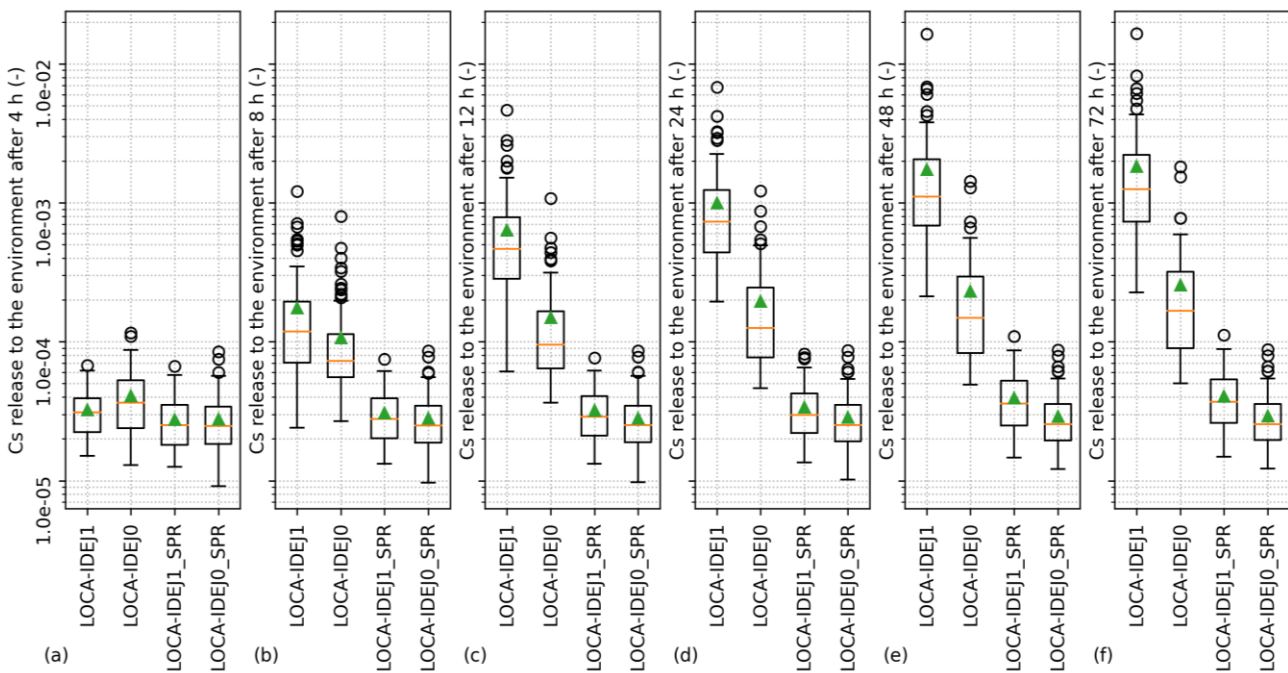 Cs release to the environment after 4 h (-)
1.0e-02
1.0e-03
1.0e-04
1.0e-05
LOCA-IDEJ1
LOCA-IDEJ0
LOCA-IDEJ1_SPR
LOCA-IDEJ0_SPR
(a)
Cs release to the environment after 8 h (-)
LOCA-IDEJ1
LOCA-IDEJ0
LOCA-IDEJ1_SPR
LOCA-IDEJ0_SPR
(b)
Cs release to the environment after 12 h (-)
LOCA-IDEJ1
LOCA-IDEJ0
LOCA-IDEJ1_SPR
LOCA-IDEJ0_SPR
(c)
Cs release to the environment after 24 h (-)
LOCA-IDEJ1
LOCA-IDEJ0
LOCA-IDEJ1_SPR
LOCA-IDEJ0_SPR
(d)
Cs release to the environment after 48 h (-)
LOCA-IDEJ1
LOCA-IDEJ0
LOCA-IDEJ1_SPR
LOCA-IDEJ0_SPR
(e)
Cs release to the environment after 72 h (-)
LOCA-IDEJ1
LOCA-IDEJ0
LOCA-IDEJ1_SPR
LOCA-IDEJ0_SPR
(f)